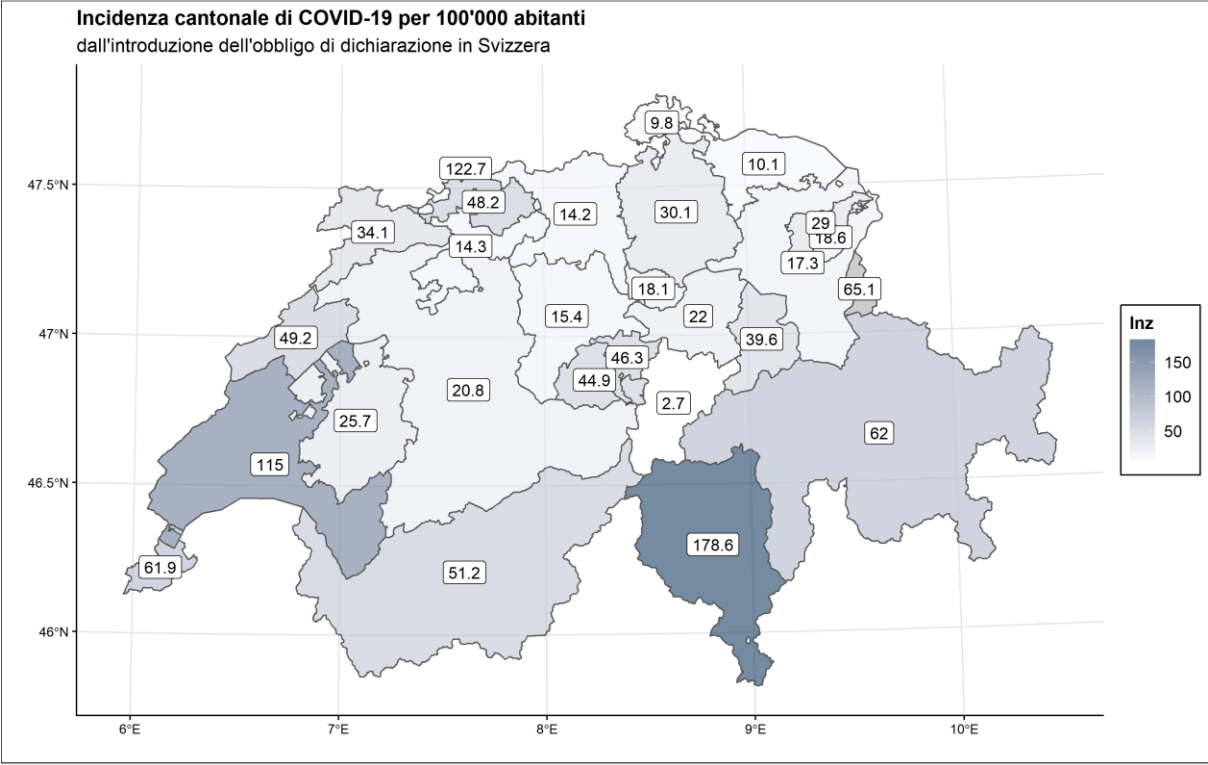 Incidenza cantonale di COVID-19 per 100'000 abitanti
dall'introduzione dell'obbligo di dichiarazione in Svizzera
9.8
122.7
10.1
47.5°N
48.2
14.2
30.1
29
34.1
14.3
18.6
17.3
18.1
65.1
15.4
22
Inz
47°N
49.2
46.3
39.6
150
44.9
20.8
2.7
100
25.7
62
50
115
46.5°N
178.6
61.9
51.2
46°N
6°E
7°E
8°E
9°E
10°E